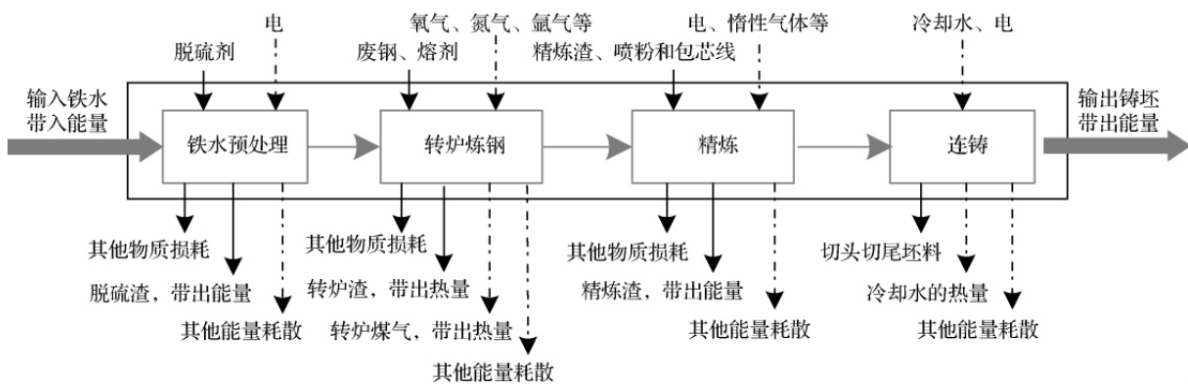 电
氧气、氮气、氩气等
电、惰性气体等
冷却水、电
脱硫剂
废钢、熔剂
精炼渣、喷粉和包芯线
输入铁水
带入能量
铁水预处理
转炉炼钢
精炼
连铸
输出铸坯
带出能量
其他物质损耗
脱硫渣，带出能量
其他能量耗散
其他物质损耗
转炉渣，带出热量
转炉煤气，带出热量
其他能量耗散
其他物质损耗
精炼渣，带出能量
其他能量耗散
切头切尾坯料
冷却水的热量
其他能量耗散